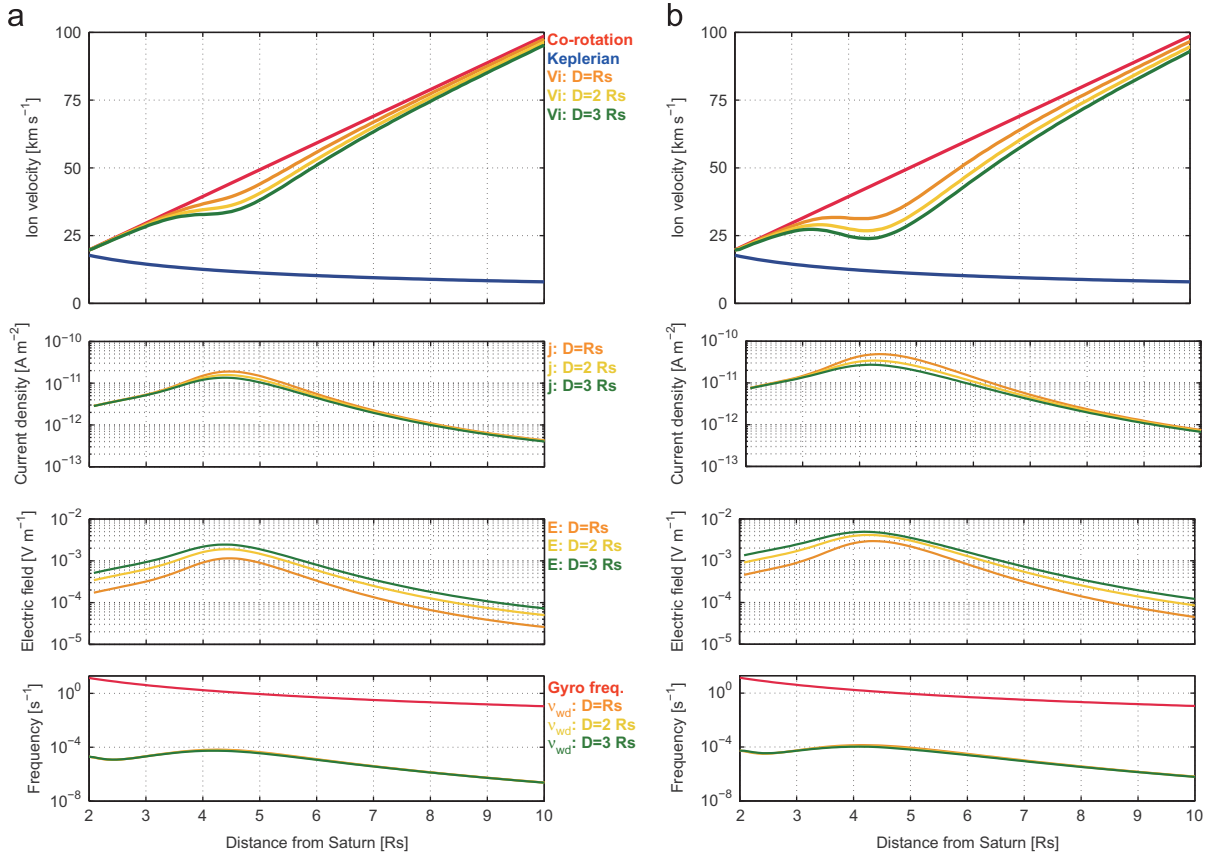 a
b
100
75
50
25
0
Ion velocity [km s⁻¹]
Co-rotation
Keplerian
Vi: D=Rs
Vi: D=2 Rs
Vi: D=3 Rs
100
75
50
25
0
Ion velocity [km s⁻¹]
10⁻¹⁰
10⁻¹¹
10⁻¹²
10⁻¹³
Current density [A m⁻²]
j: D=Rs
j: D=2 Rs
j: D=3 Rs
10⁻¹⁰
10⁻¹¹
10⁻¹²
10⁻¹³
Current density [A m⁻²]
10⁻²
10⁻³
10⁻⁴
10⁻⁵
Electric field [V m⁻¹]
E: D=Rs
E: D=2 Rs
E: D=3 Rs
10⁻²
10⁻³
10⁻⁴
10⁻⁵
Electric field [V m⁻¹]
10⁰
10⁻⁴
10⁻⁸
Frequency [s⁻¹]
Gyro freq.
νwd: D=Rs
νwd: D=2 Rs
νwd: D=3 Rs
10⁰
10⁻⁴
10⁻⁸
Frequency [s⁻¹]
2 3 4 5 6 7 8 9 10
Distance from Saturn [Rs]
2 3 4 5 6 7 8 9 10
Distance from Saturn [Rs]